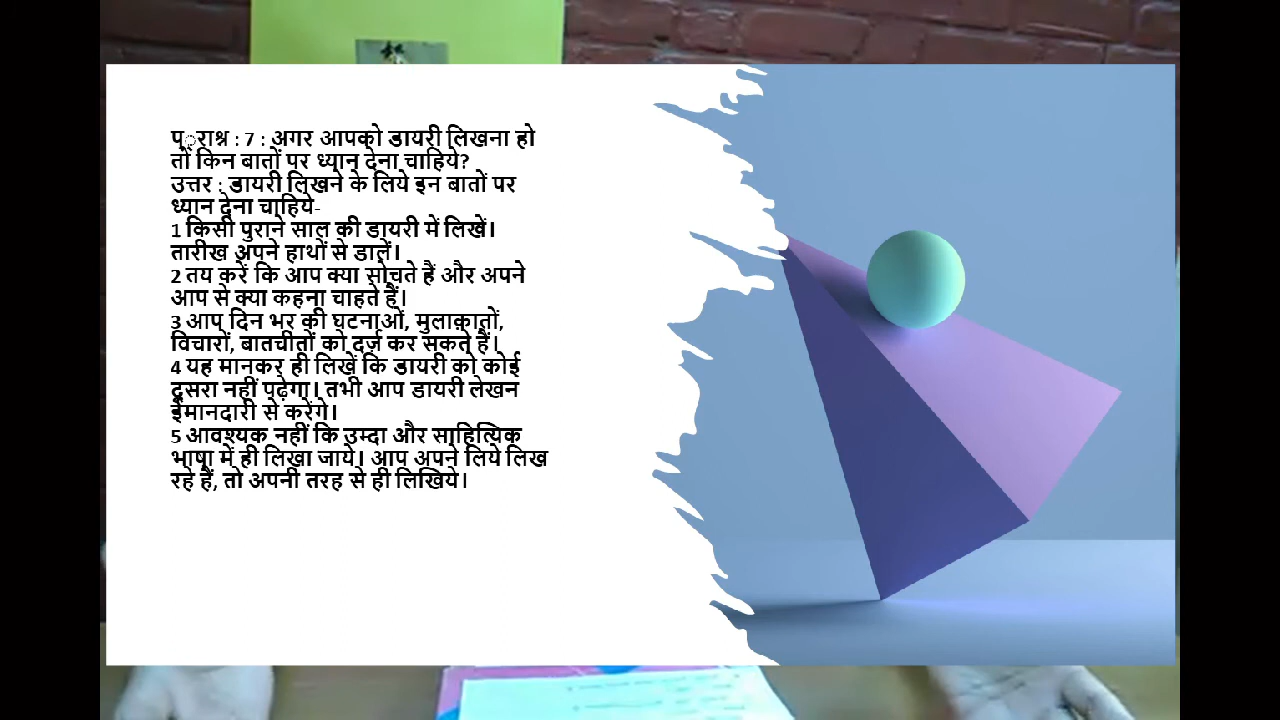 प्राश्न : 7 : अगर आपको डायरी लिखना हो
तो किन बातों पर ध्यान देना चाहिये?
उत्तर : डायरी लिखने के लिये इन बातों पर
ध्यान देना चाहिये-
1 किसी पुराने साल की डायरी में लिखें।
तारीख अपने हाथों से डालें।
2 तय करें कि आप क्या सोचते हैं और अपने
आप से क्या कहना चाहते हैं।
3 आप दिन भर की घटनाओं, मुलाक़ातों,
विचारों, बातचीतों को दर्ज़ कर सकते हैं।
4 यह मानकर ही लिखें कि डायरी को कोई
दूसरा नहीं पढ़ेगा। तभी आप डायरी लेखन
ईमानदारी से करेंगे।
5 आवश्यक नहीं कि उम्दा और साहित्यिक
भाषा में ही लिखा जाये। आप अपने लिये लिख
रहे हैं, तो अपनी तरह से ही लिखिये।